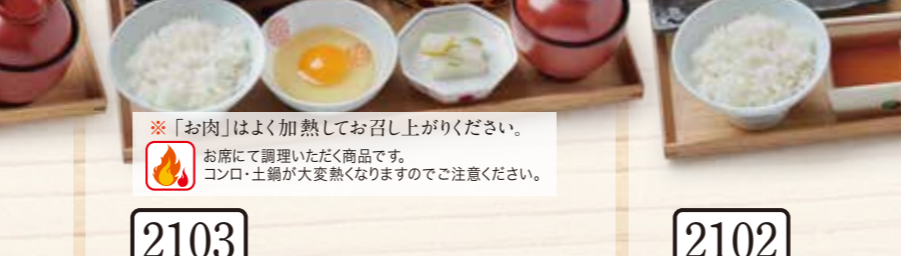 ※「お肉」はよく加熱してお召し上がりください。
お席にて調理いただく商品です。
コンロ・土鍋が大変熱くなりますのでご注意ください。
2103
2102